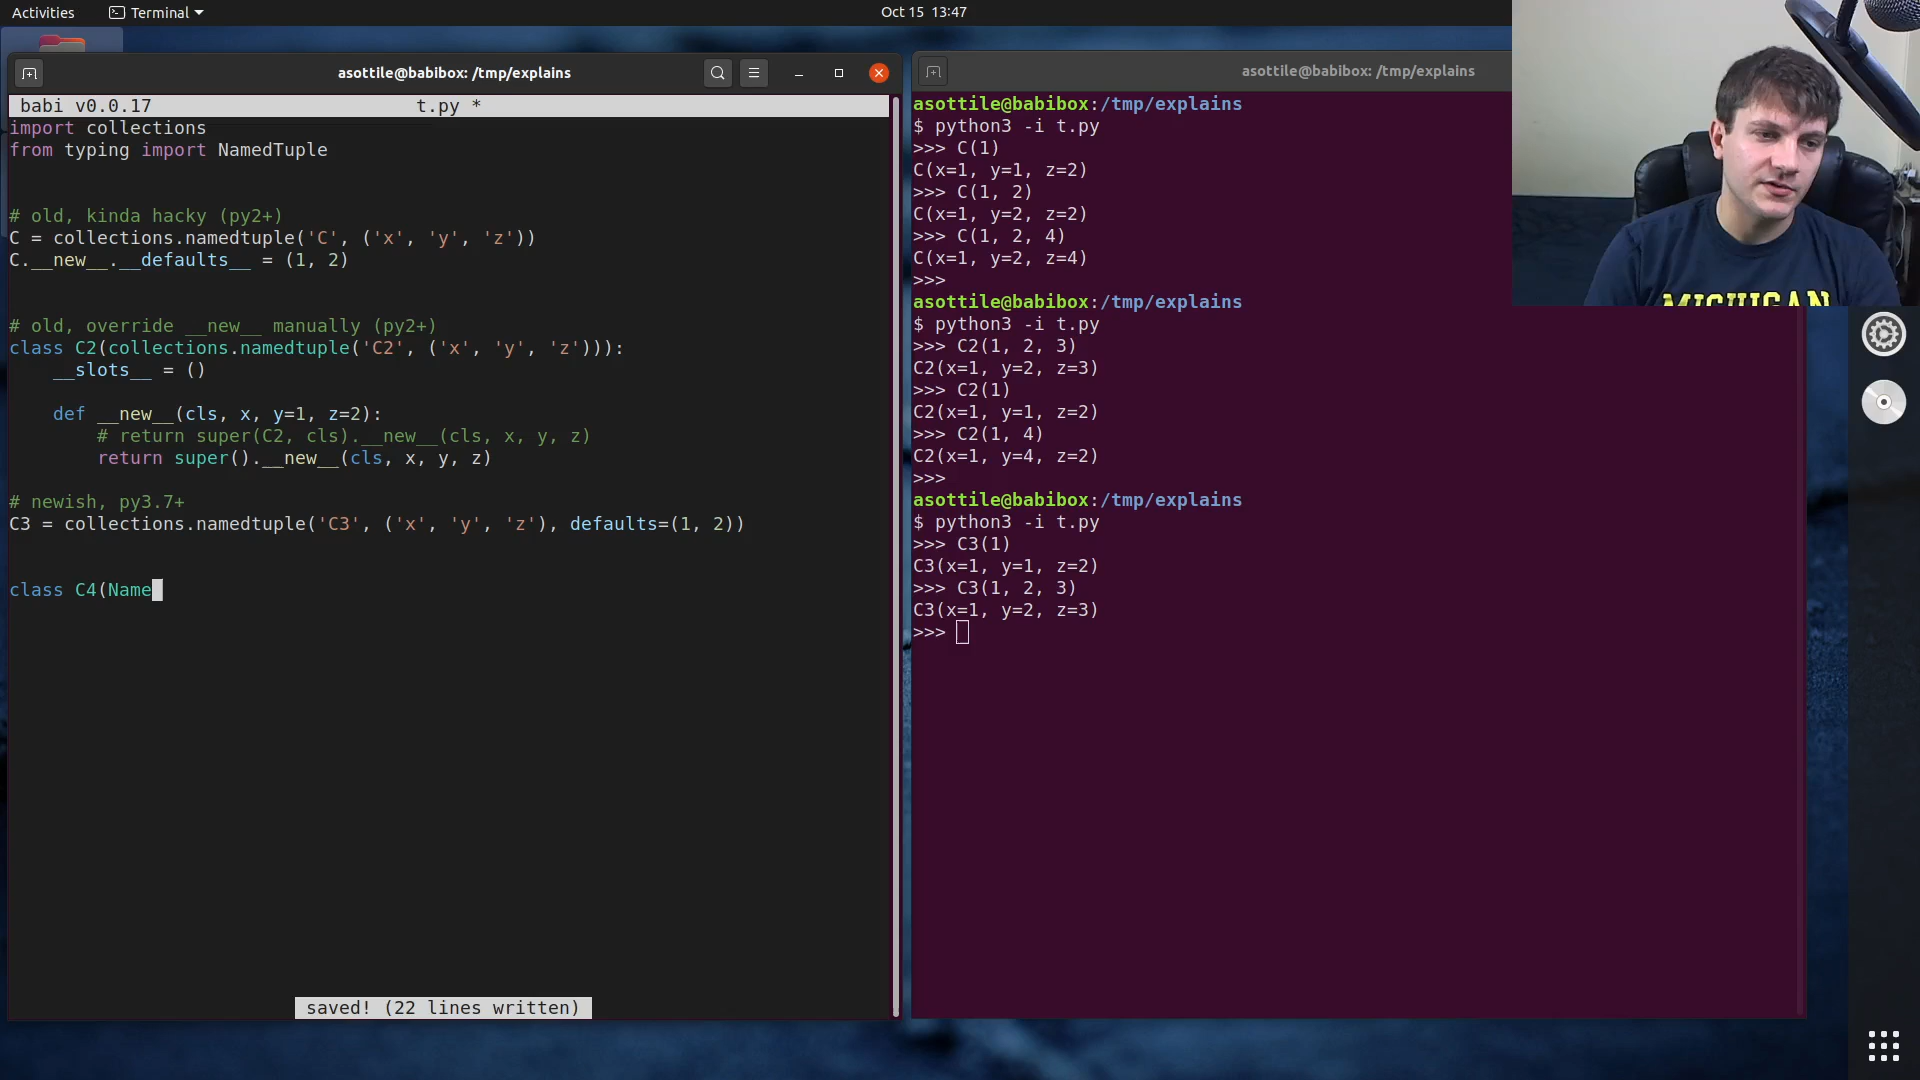 Activities
Terminal
Oct 15 13:47
asottile@babibox: /tmp/explains
babi v0.0.17 t.py *
import collections
from typing import NamedTuple
# old, kinda hacky (py2+)
C = collections.namedtuple('C', ('x', 'y', 'z'))
C.__new__.__defaults__ = (1, 2)
# old, override __new__ manually (py2+)
class C2(collections.namedtuple('C2', ('x', 'y', 'z'))):
    __slots__ = ()
    def __new__(cls, x, y=1, z=2):
        # return super(C2, cls).__new__(cls, x, y, z)
        return super().__new__(cls, x, y, z)
# newish, py3.7+
C3 = collections.namedtuple('C3', ('x', 'y', 'z'), defaults=(1, 2))
class C4(Name
saved! (22 lines written)
asottile@babibox: /tmp/explains
asottile@babibox:/tmp/explains
$ python3 -i t.py
>>> C(1)
C(x=1, y=1, z=2)
>>> C(1, 2)
C(x=1, y=2, z=2)
>>> C(1, 2, 4)
C(x=1, y=2, z=4)
>>>
asottile@babibox:/tmp/explains
$ python3 -i t.py
>>> C2(1, 2, 3)
C2(x=1, y=2, z=3)
>>> C2(1)
C2(x=1, y=1, z=2)
>>> C2(1, 4)
C2(x=1, y=4, z=2)
>>>
asottile@babibox:/tmp/explains
$ python3 -i t.py
>>> C3(1)
C3(x=1, y=1, z=2)
>>> C3(1, 2, 3)
C3(x=1, y=2, z=3)
>>>
MICHIGAN